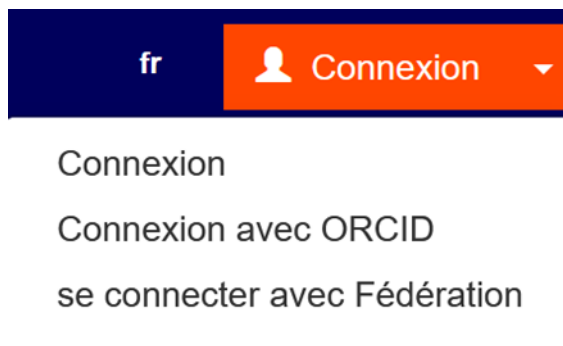 fr Connexion
Connexion
Connexion avec ORCID
se connecter avec Fédération